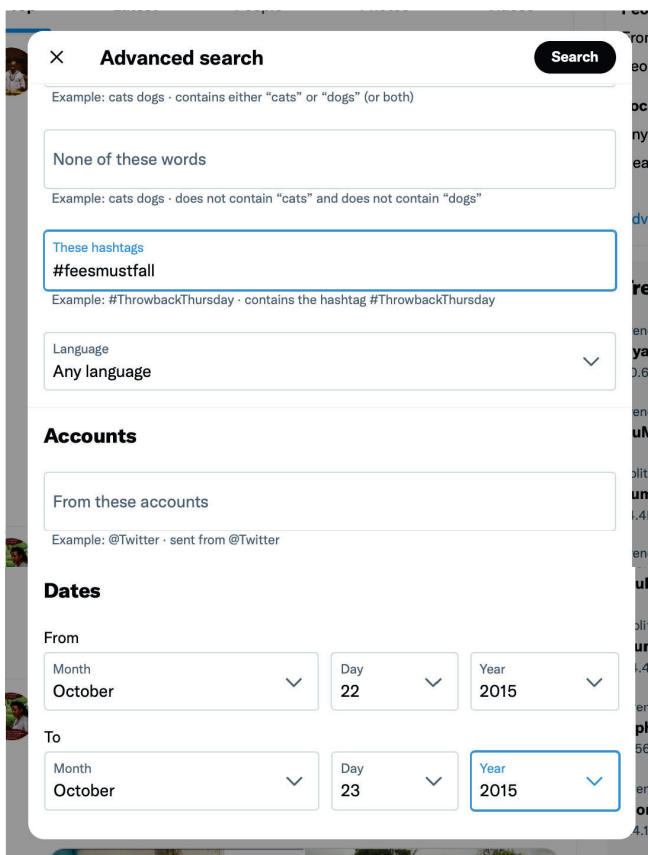 Advanced search
Search
Example: cats dogs · contains either “cats” or “dogs” (or both)
None of these words
Example: cats dogs · does not contain “cats” and does not contain “dogs”
These hashtags
#feesmustfall
Example: #ThrowbackThursday · contains the hashtag #ThrowbackThursday
Language
Any language
Accounts
From these accounts
Example: @Twitter · sent from @Twitter
Dates
From
Month
October
Day
22
Year
2015
To
Month
October
Day
23
Year
2015